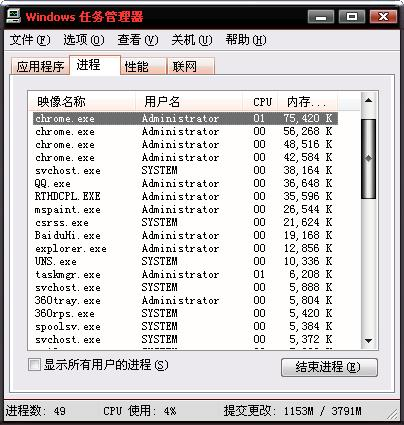 Windows 任务管理器
文件(F) 选项(O) 查看(V) 关机(U) 帮助(H)
应用程序 进程 性能 联网
映像名称 用户名 CPU 内存...
chrome.exe Administrator 01 75,420 K
chrome.exe Administrator 00 56,268 K
chrome.exe Administrator 00 48,516 K
chrome.exe Administrator 00 42,584 K
svchost.exe SYSTEM 00 38,164 K
QQ.exe Administrator 00 36,648 K
RTHDCPL.EXE Administrator 00 35,596 K
mspaint.exe Administrator 00 26,544 K
csrss.exe SYSTEM 00 21,624 K
BaiduHi.exe Administrator 00 19,168 K
explorer.exe Administrator 00 12,856 K
UNS.exe SYSTEM 00 10,336 K
taskmgr.exe Administrator 01 6,208 K
svchost.exe SYSTEM 00 5,888 K
360tray.exe Administrator 00 5,804 K
360rps.exe SYSTEM 00 5,420 K
spoolsv.exe SYSTEM 00 5,384 K
svchost.exe SYSTEM 00 5,372 K
显示所有用户的进程(S) 结束进程(E)
进程数: 49 CPU 使用: 4% 提交更改: 1153M / 3791M